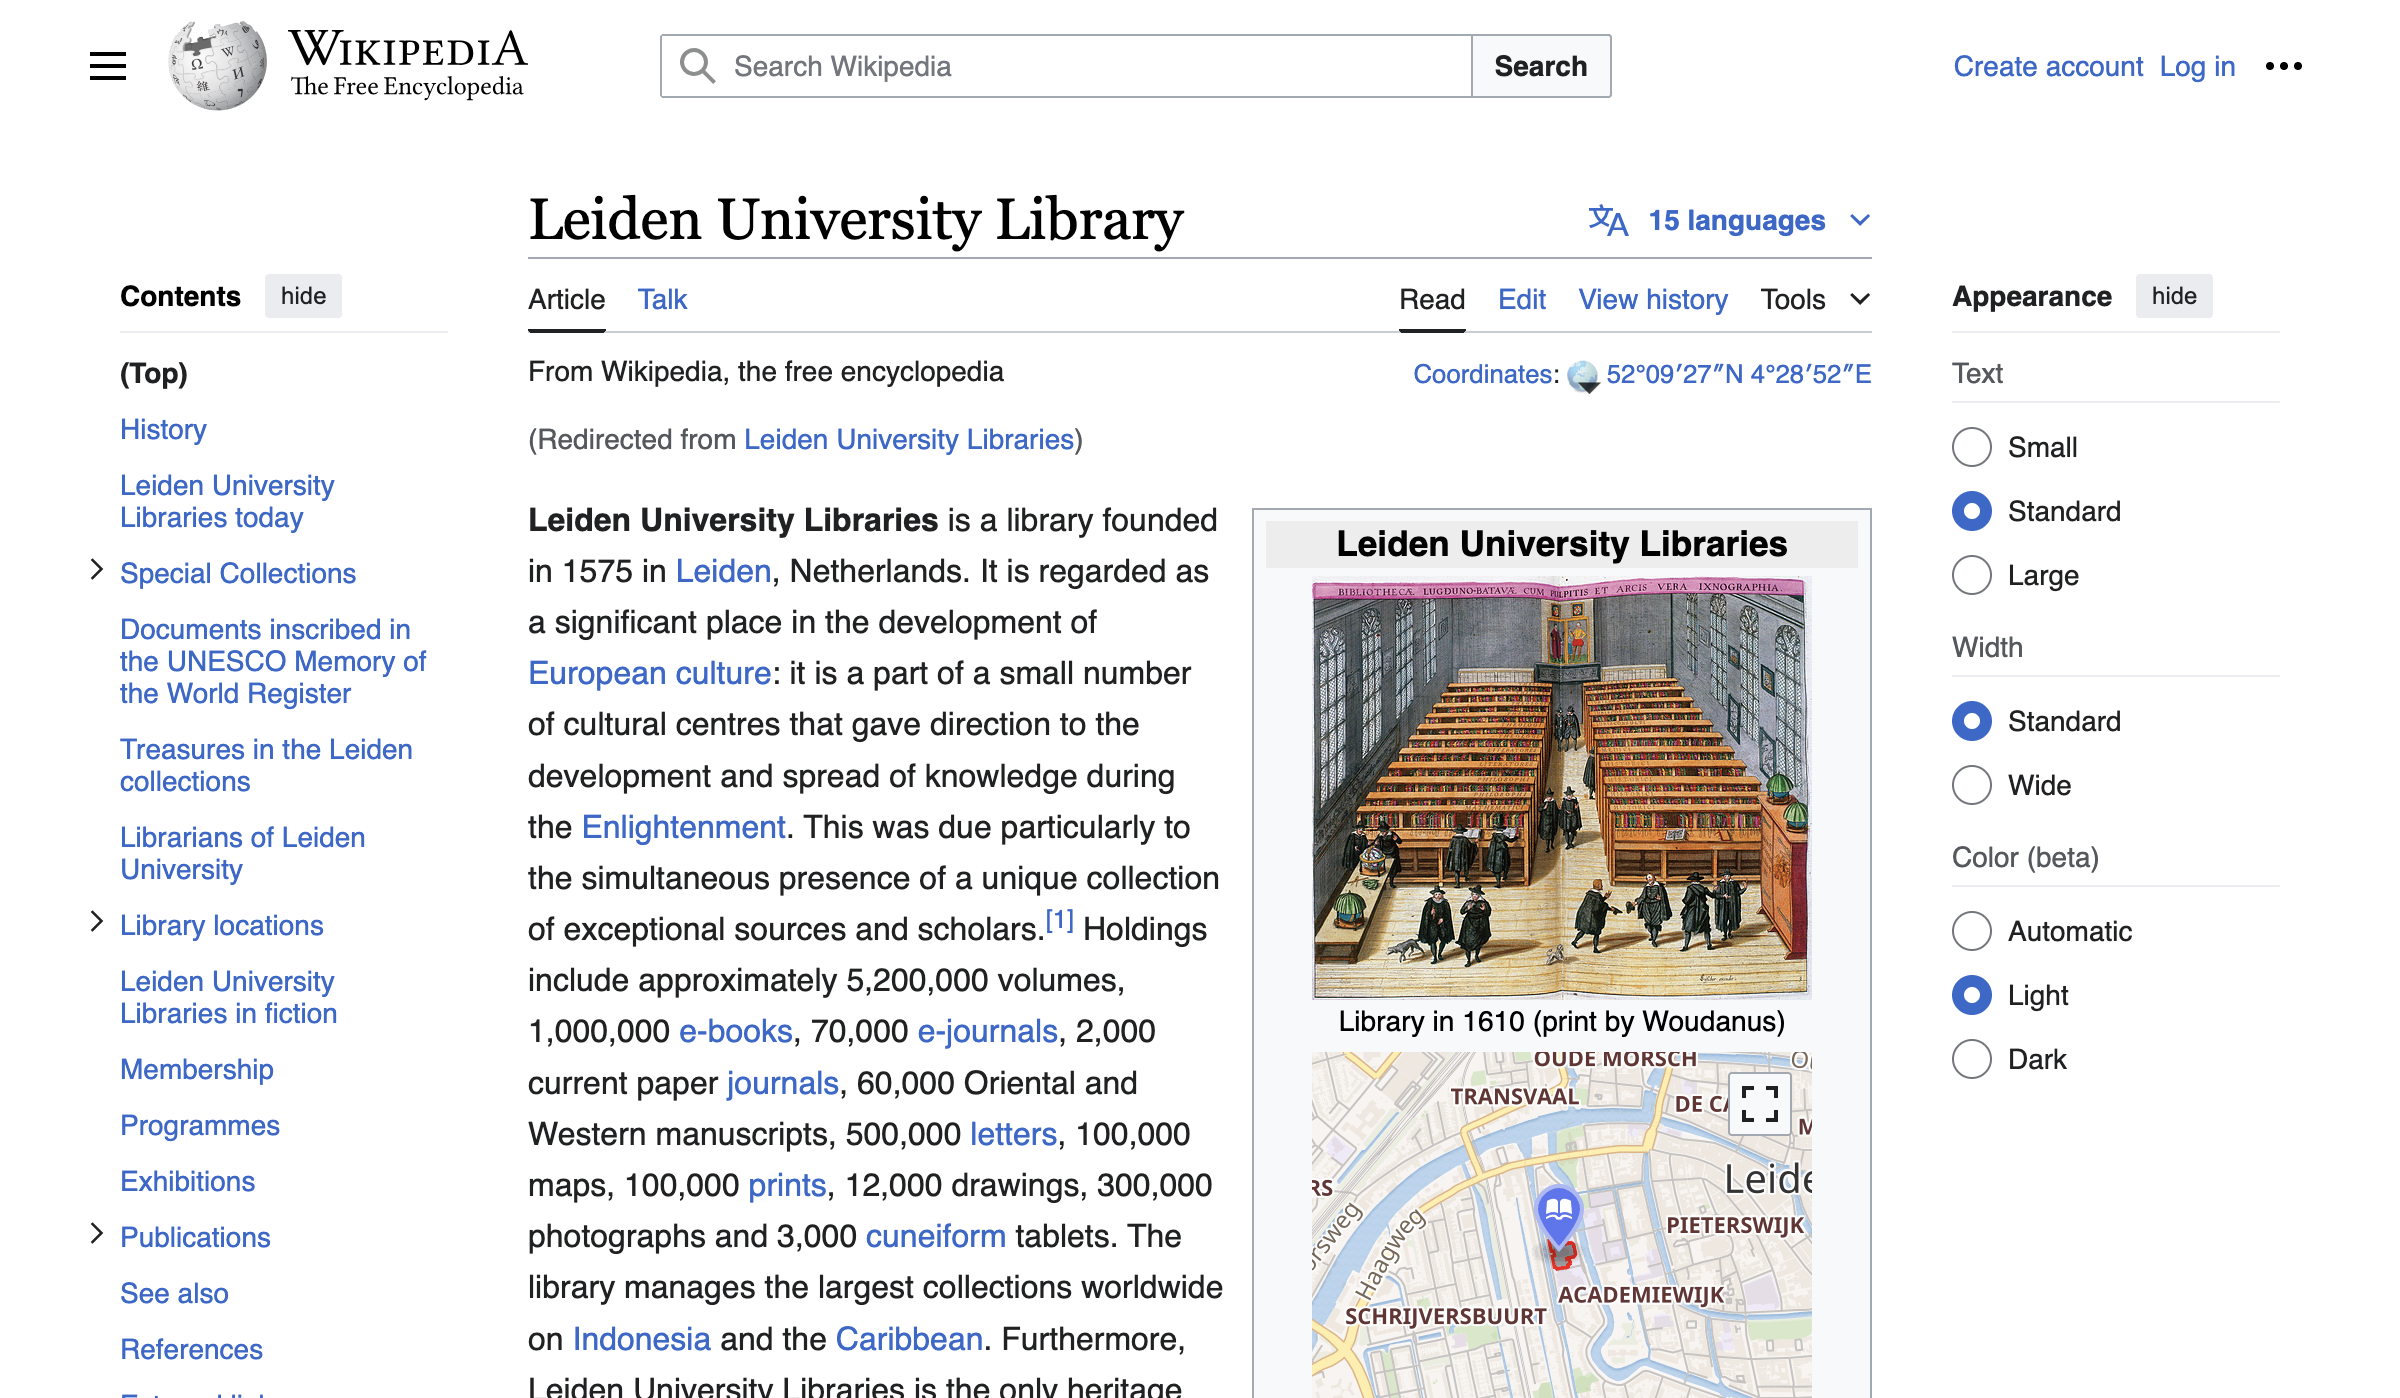 WIKIPEDIA
The Free Encyclopedia
Search Wikipedia
Search
Create account Log in
Leiden University Library
15 languages
Contents hide
(Top)
History
Leiden University
Libraries today
Special Collections
Documents inscribed in
the UNESCO Memory of
the World Register
Treasures in the Leiden
collections
Librarians of Leiden
University
Library locations
Leiden University
Libraries in fiction
Membership
Programmes
Exhibitions
Publications
See also
References
Article Talk
Read Edit View history Tools
From Wikipedia, the free encyclopedia
Coordinates: 52°09′27″N 4°28′52″E
(Redirected from Leiden University Libraries)
Leiden University Libraries is a library founded
in 1575 in Leiden, Netherlands. It is regarded as
a significant place in the development of
European culture: it is a part of a small number
of cultural centres that gave direction to the
development and spread of knowledge during
the Enlightenment. This was due particularly to
the simultaneous presence of a unique collection
of exceptional sources and scholars.[1] Holdings
include approximately 5,200,000 volumes,
1,000,000 e-books, 70,000 e-journals, 2,000
current paper journals, 60,000 Oriental and
Western manuscripts, 500,000 letters, 100,000
maps, 100,000 prints, 12,000 drawings, 300,000
photographs and 3,000 cuneiform tablets. The
library manages the largest collections worldwide
on Indonesia and the Caribbean. Furthermore,
Leiden University Libraries is the only heritage
Leiden University Libraries
BIBLIOTHECÆ LUGDUNO-BATAVÆ CUM PULPITIS ET ARCIS VERA IXNOGRAPHIA.
Library in 1610 (print by Woudanus)
OUDE MORSCH
TRANSVAAL
DE CA
Leide
PIETERSWIJK
Haagweg
ACADEMIEWIJK
SCHRIJVERSBUURT
Appearance hide
Text
Small
Standard
Large
Width
Standard
Wide
Color (beta)
Automatic
Light
Dark